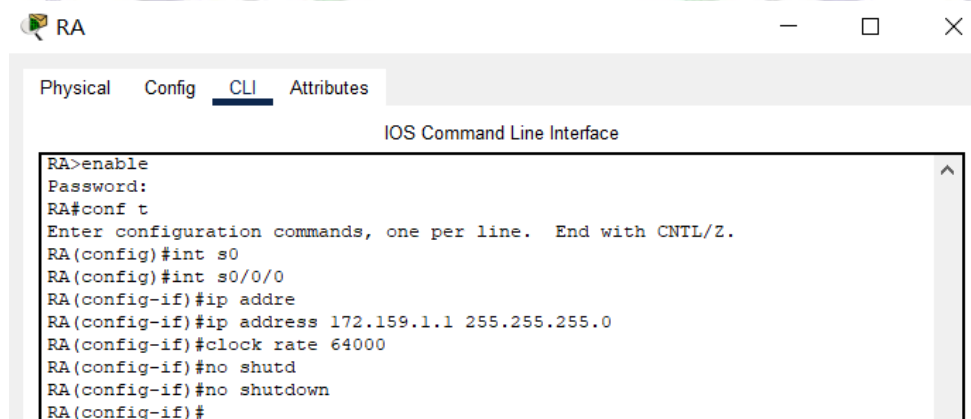 RA
Physical Config CLI Attributes
IOS Command Line Interface
RA>enable
Password:
RA#conf t
Enter configuration commands, one per line.  End with CNTL/Z.
RA(config)#int s0
RA(config)#int s0/0/0
RA(config-if)#ip addre
RA(config-if)#ip address 172.159.1.1 255.255.255.0
RA(config-if)#clock rate 64000
RA(config-if)#no shutd
RA(config-if)#no shutdown
RA(config-if)#